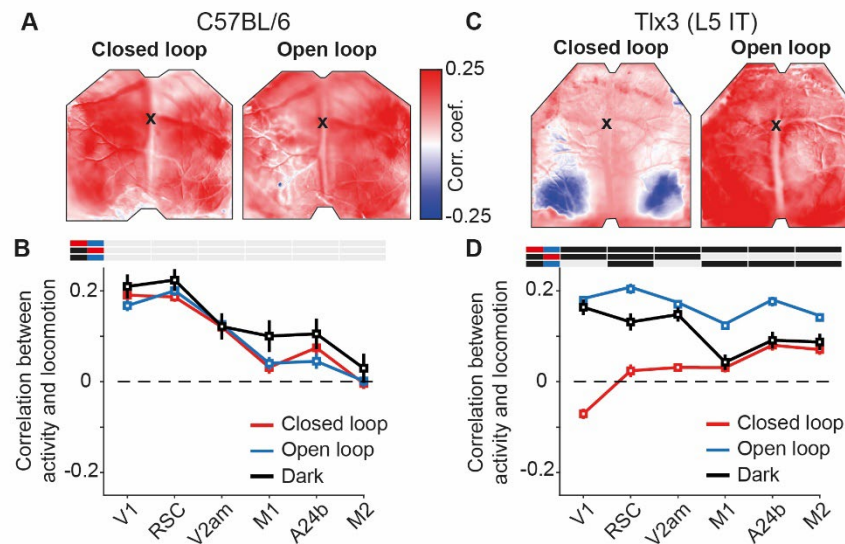 A
C57BL/6
Closed loop
Open loop
x
x
0.25
Corr. coef.
-0.25
B
Correlation between
activity and locomotion
0.2
0
-0.2
Closed loop
Open loop
Dark
V1
RSC
V2am
M1
A24b
M2
C
Tlx3 (L5 IT)
Closed loop
Open loop
x
x
D
Correlation between
activity and locomotion
0.2
0
-0.2
Closed loop
Open loop
Dark
V1
RSC
V2am
M1
A24b
M2